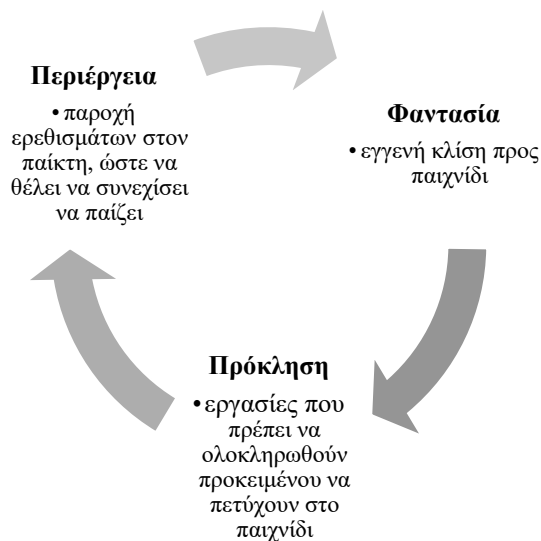 Περιέργεια
• παροχή
ερεθισμάτων στον
παίκτη, ώστε να
θέλει να συνεχίσει
να παίζει
Φαντασία
• εγγενή κλίση προς
παιχνίδι
Πρόκληση
• εργασίες που
πρέπει να
ολοκληρωθούν
προκειμένου να
πετύχουν στο
παιχνίδι